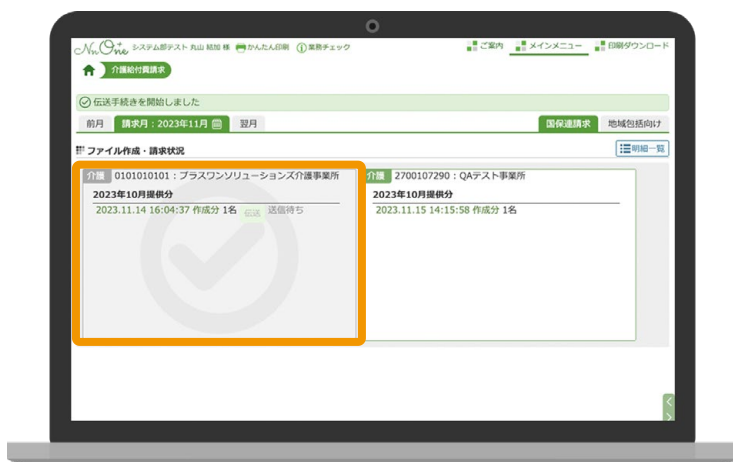 NnOne システム部テスト 丸山 結加 様 かんたん印刷 業務チェック ご案内 メインメニュー 印刷ダウンロード
介護給付費請求
伝送手続きを開始しました
前月 請求月：2023年11月 翌月 国保連請求 地域包括向け
ファイル作成・請求状況 明細一覧
介護 0101010101：プラスワンソリューションズ介護事業所
2023年10月提供分
2023.11.14 16:04:37 作成分 1名 伝送 送信待ち
介護 2700107290：QAテスト事業所
2023年10月提供分
2023.11.15 14:15:58 作成分 1名